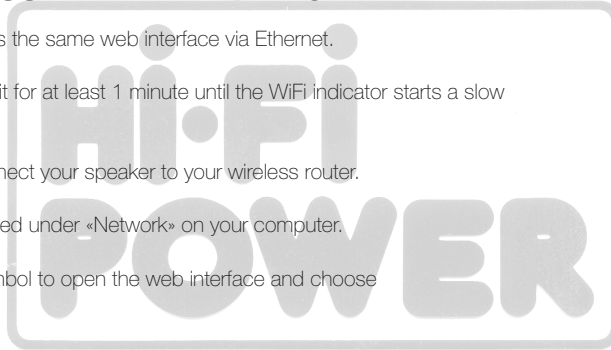 s the same web interface via Ethernet.
it for at least 1 minute until the WiFi indicator starts a slow
nect your speaker to your wireless router.
ed under «Network» on your computer.
nbol to open the web interface and choose
Hi-Fi
POWER